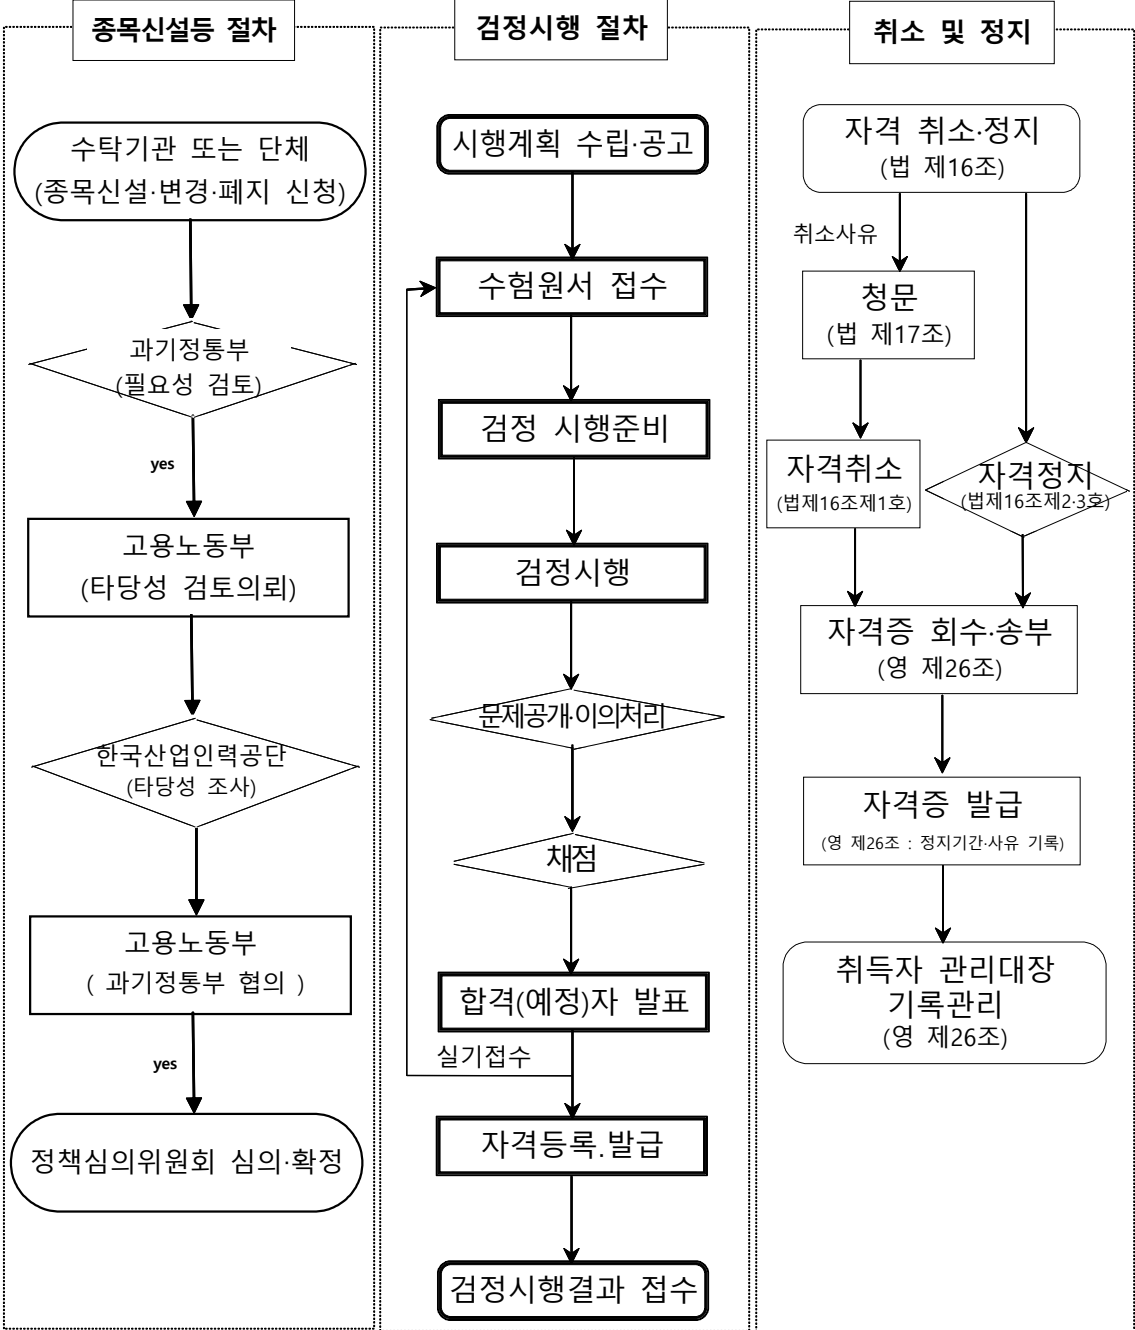 종목신설등 절차
수탁기관 또는 단체
(종목신설·변경·폐지 신청)
과기정통부
(필요성 검토)
yes
고용노동부
(타당성 검토의뢰)
한국산업인력공단
(타당성 조사)
고용노동부
( 과기정통부 협의 )
yes
정책심의위원회 심의·확정
검정시행 절차
시행계획 수립·공고
수험원서 접수
검정 시행준비
검정시행
문제공개·이의처리
채점
합격(예정)자 발표
실기접수
자격등록.발급
검정시행결과 접수
취소 및 정지
자격 취소·정지
(법 제16조)
취소사유
청문
(법 제17조)
자격취소
(법제16조제1호)
자격정지
(법제16조제2·3호)
자격증 회수·송부
(영 제26조)
자격증 발급
(영 제26조 : 정지기간·사유 기록)
취득자 관리대장
기록관리
(영 제26조)